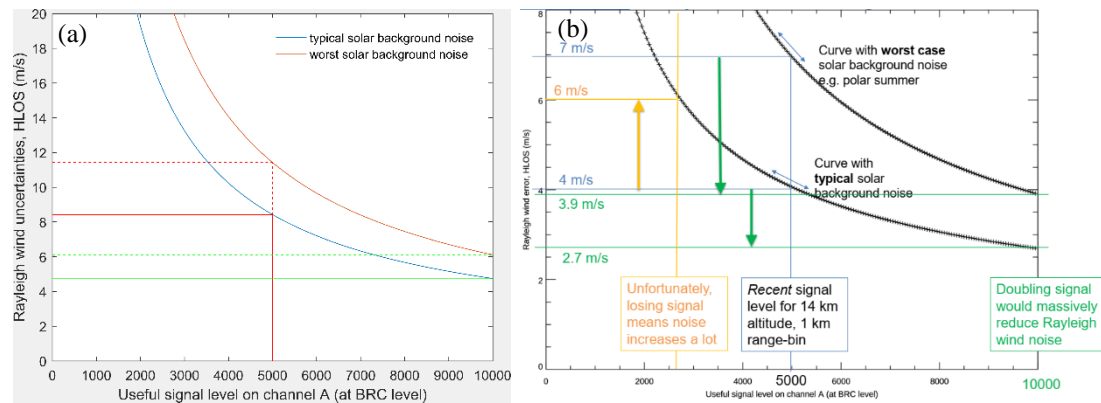 (a)
typical solar background noise
worst solar background noise
Rayleigh wind uncertainties, HLOS (m/s)
20
18
16
14
12
10
8
6
4
2
0
0
1000
2000
3000
4000
5000
6000
7000
8000
9000
10000
Useful signal level on channel A (at BRC level)
(b)
Rayleigh wind error, HLOS (m/s)
8
6
4
2
7 m/s
6 m/s
4 m/s
3.9 m/s
2.7 m/s
Curve with worst case
solar background noise
e.g. polar summer
Curve with
typical solar
background noise
Unfortunately,
losing signal
means noise
increases a lot
Recent signal
level for 14 km
altitude, 1 km
range-bin
Doubling signal
would massively
reduce Rayleigh
wind noise
0
2000
4000
5000
6000
8000
10000
Useful signal level on channel A (at BRC level)